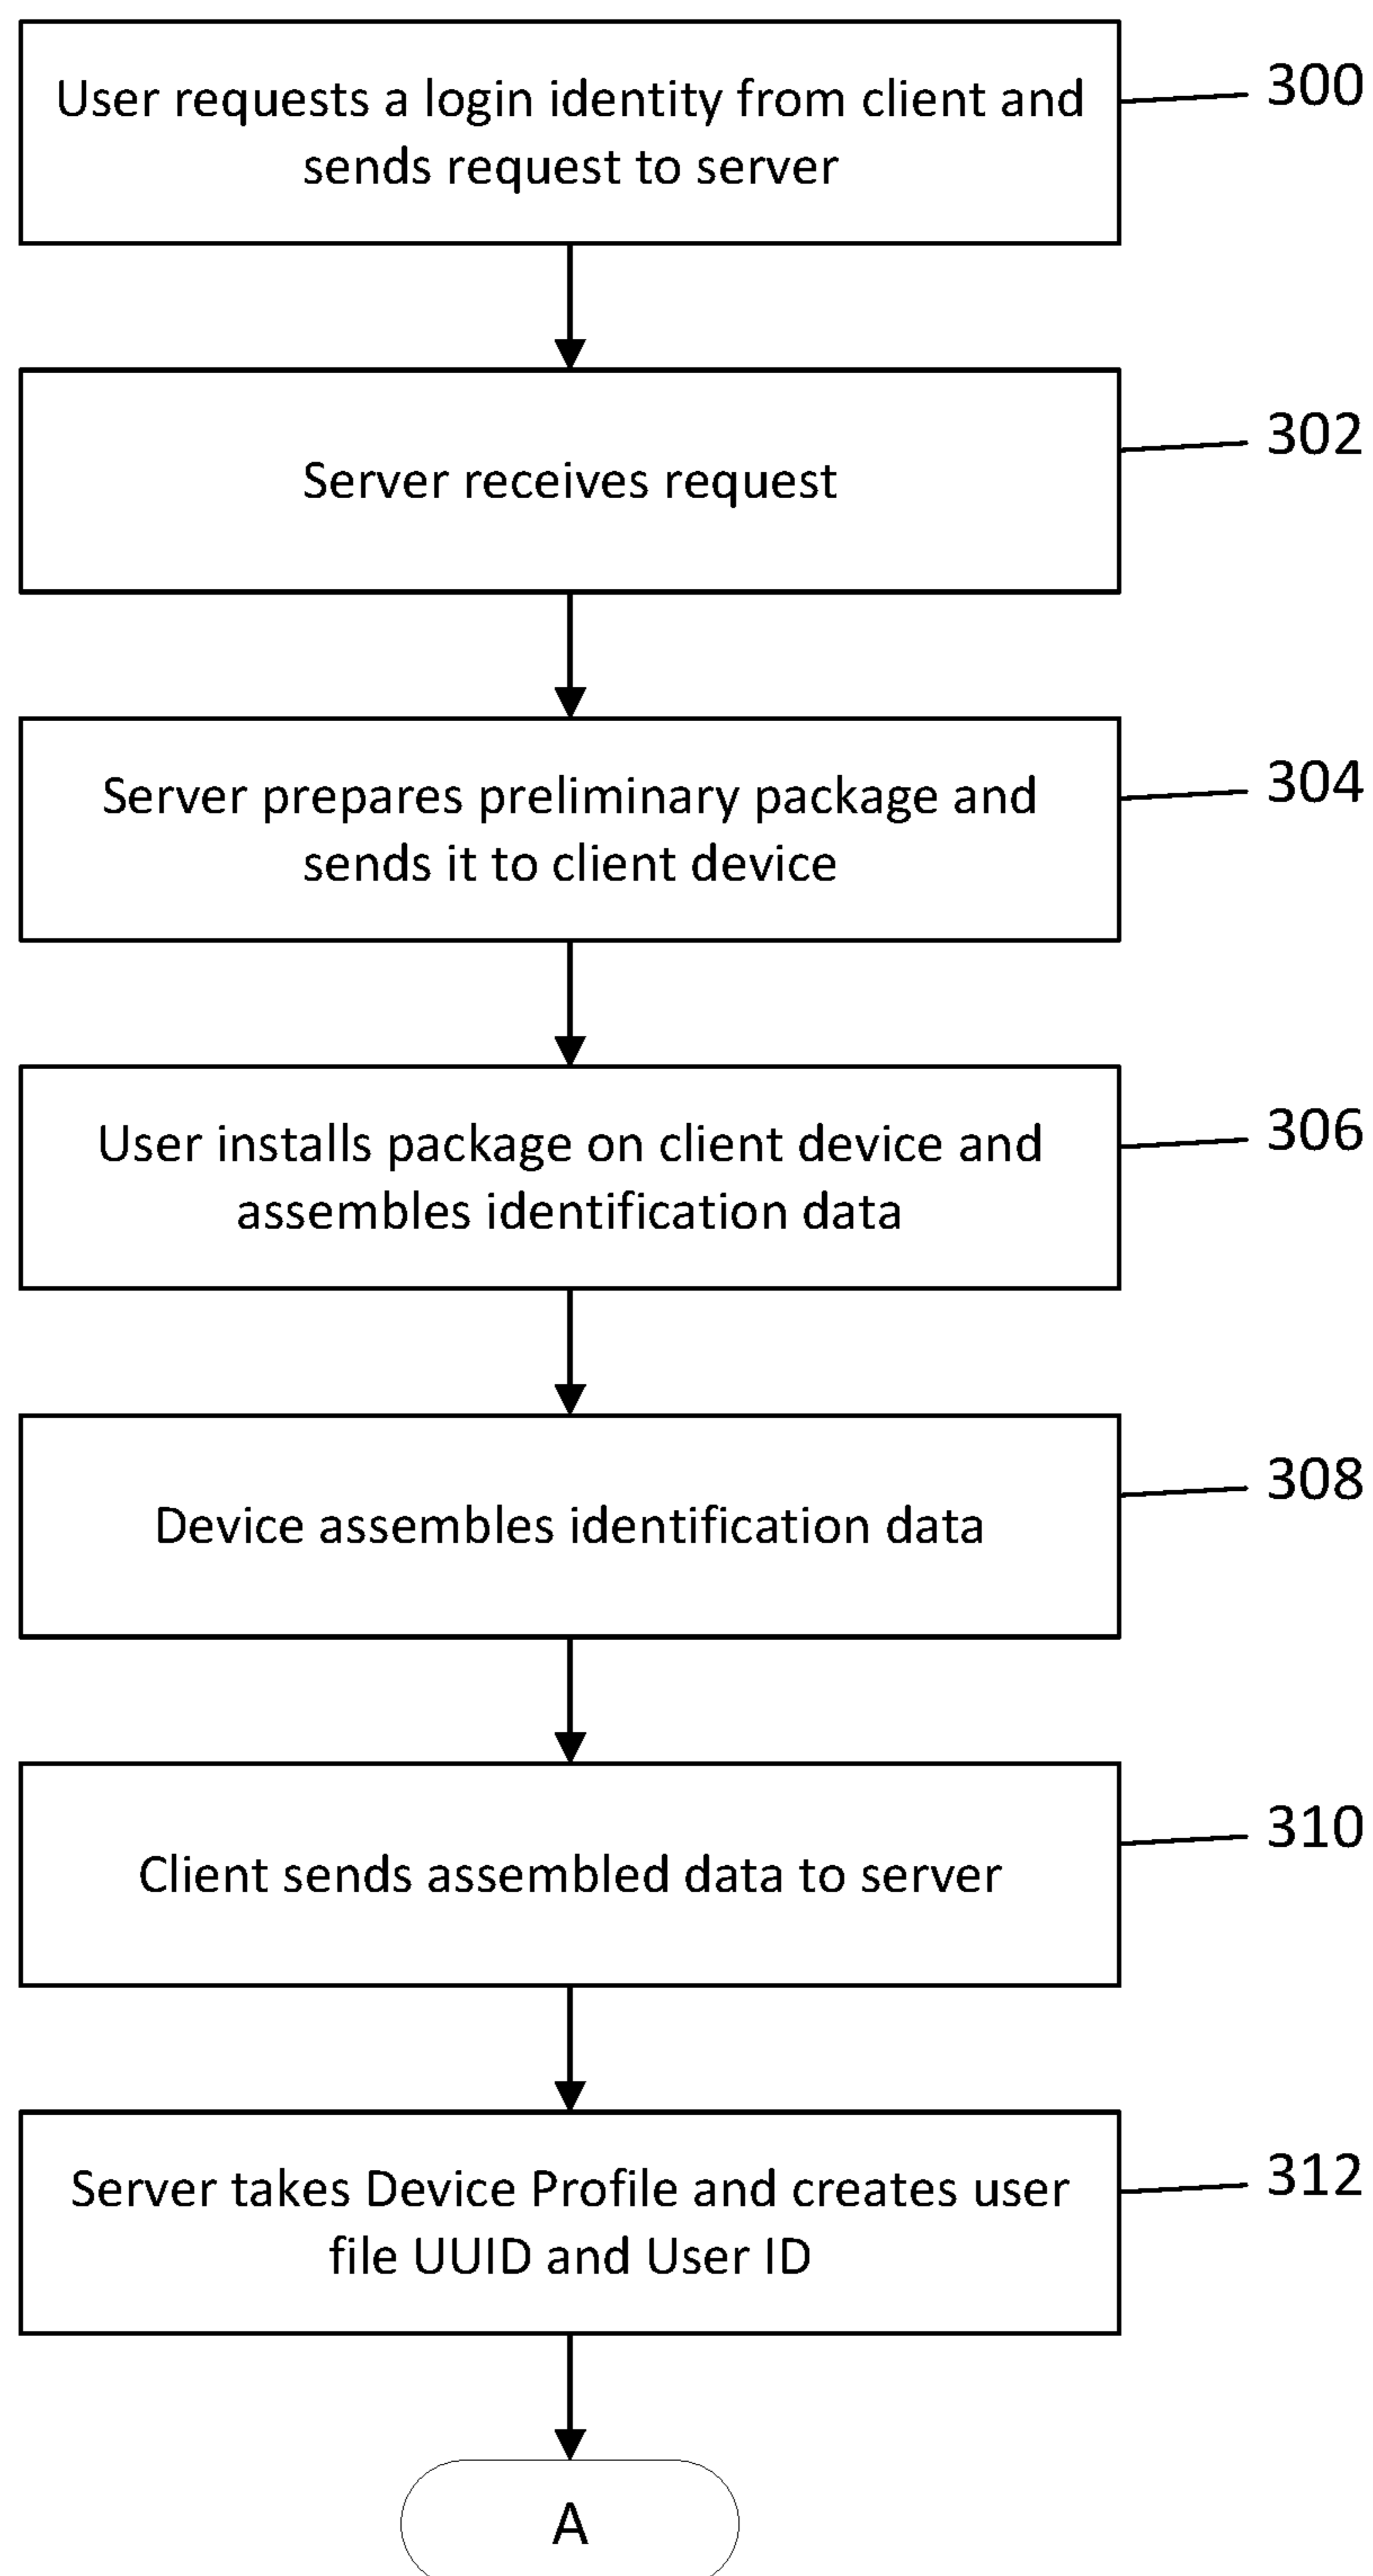 User requests a login identity from client and
sends request to server
300
Server receives request
302
Server prepares preliminary package and
sends it to client device
304
User installs package on client device and
assembles identification data
306
Device assembles identification data
308
Client sends assembled data to server
310
Server takes Device Profile and creates user
file UUID and User ID
312
A